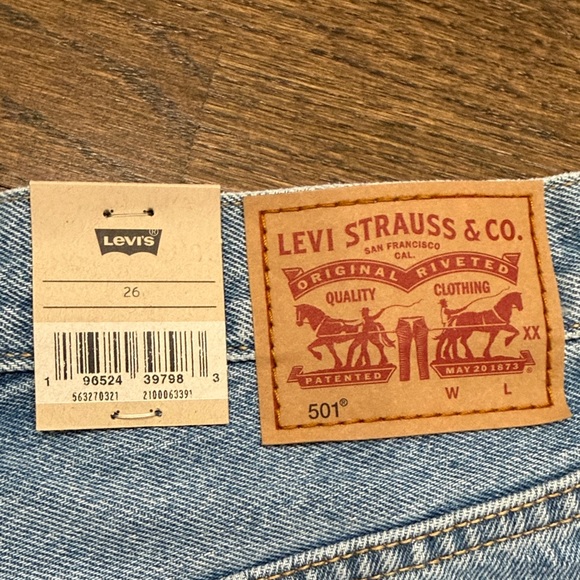 LEVI'S®
26
1 96524 39798 3
563270321 2100063391
LEVI STRAUSS & CO.
SAN FRANCISCO
CAL.
ORIGINAL RIVETED
QUALITY CLOTHING
XX
PATENTED MAY 20 1873
501® W L